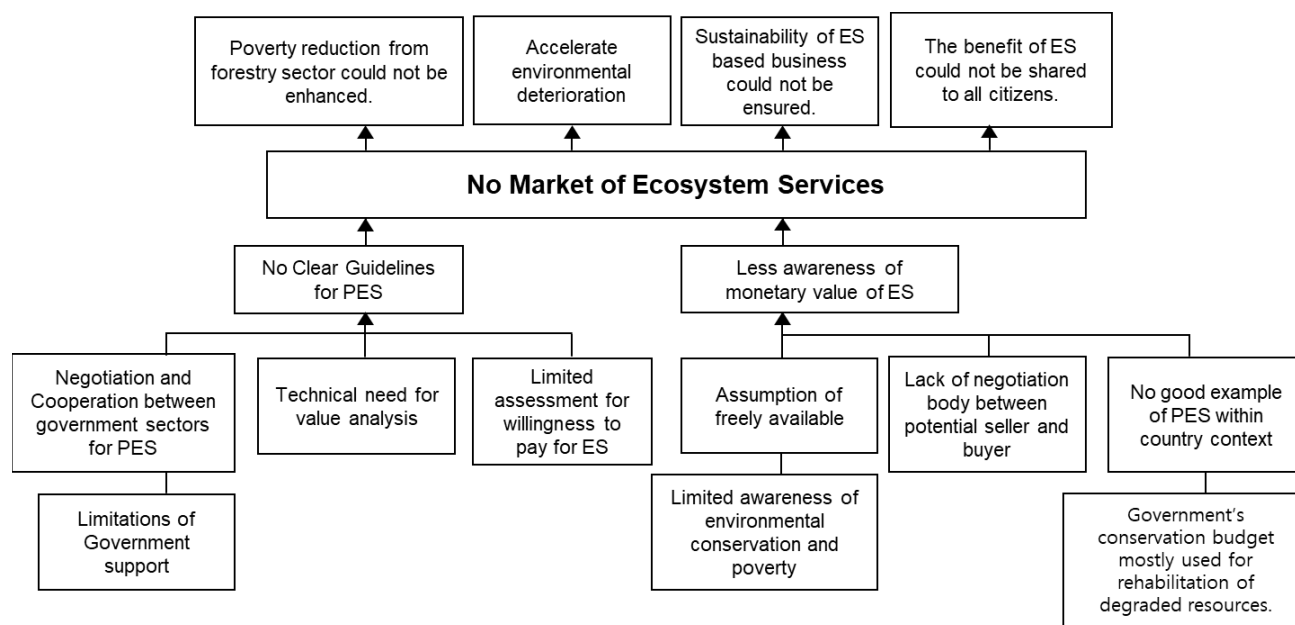 Poverty reduction from
forestry sector could not be
enhanced.
Accelerate
environmental
deterioration
Sustainability of ES
based business
could not be
ensured.
The benefit of ES
could not be shared
to all citizens.
No Market of Ecosystem Services
No Clear Guidelines
for PES
Less awareness of
monetary value of ES
Negotiation and
Cooperation between
government sectors
for PES
Technical need for
value analysis
Limited
assessment for
willingness to
pay for ES
Assumption of
freely available
Lack of negotiation
body between
potential seller and
buyer
No good example
of PES within
country context
Limitations of
Government
support
Limited awareness of
environmental
conservation and
poverty
Government’s
conservation budget
mostly used for
rehabilitation of
degraded resources.